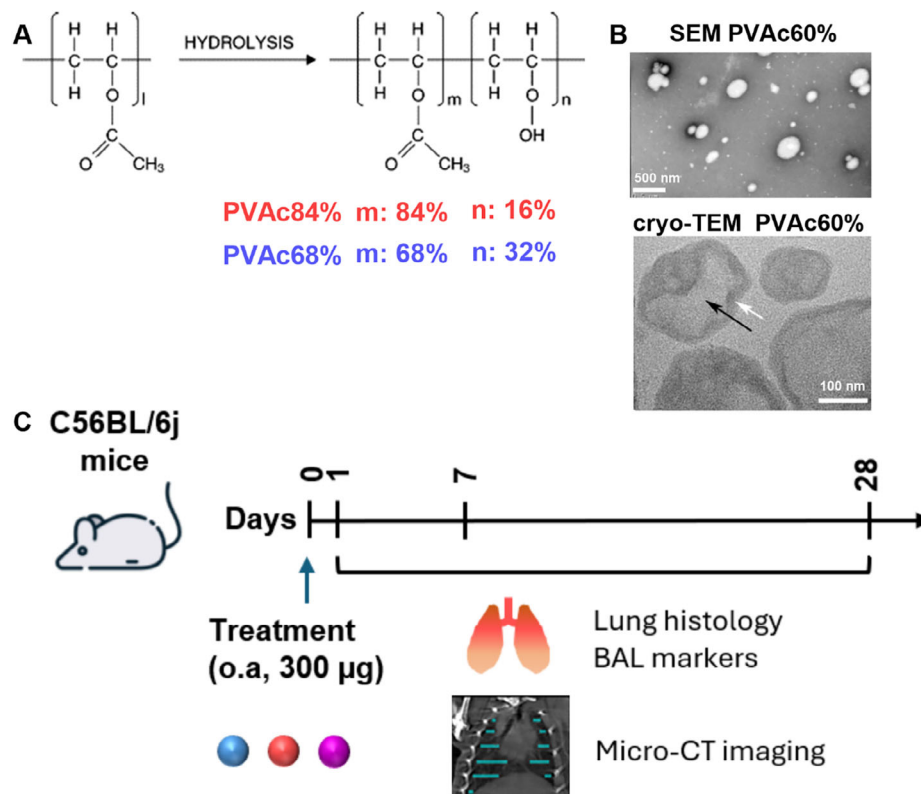 A
HYDROLYSIS
H H
C C
H O
l
C
O CH3
H H H H
C C C C
H O H O
m n
C OH
O CH3
PVAc84% m: 84% n: 16%
PVAc68% m: 68% n: 32%
B
SEM PVAc60%
500 nm
cryo-TEM PVAc60%
100 nm
C
C56BL/6j
mice
Days
0 1 7 28
Treatment
(o.a, 300 µg)
Lung histology
BAL markers
Micro-CT imaging